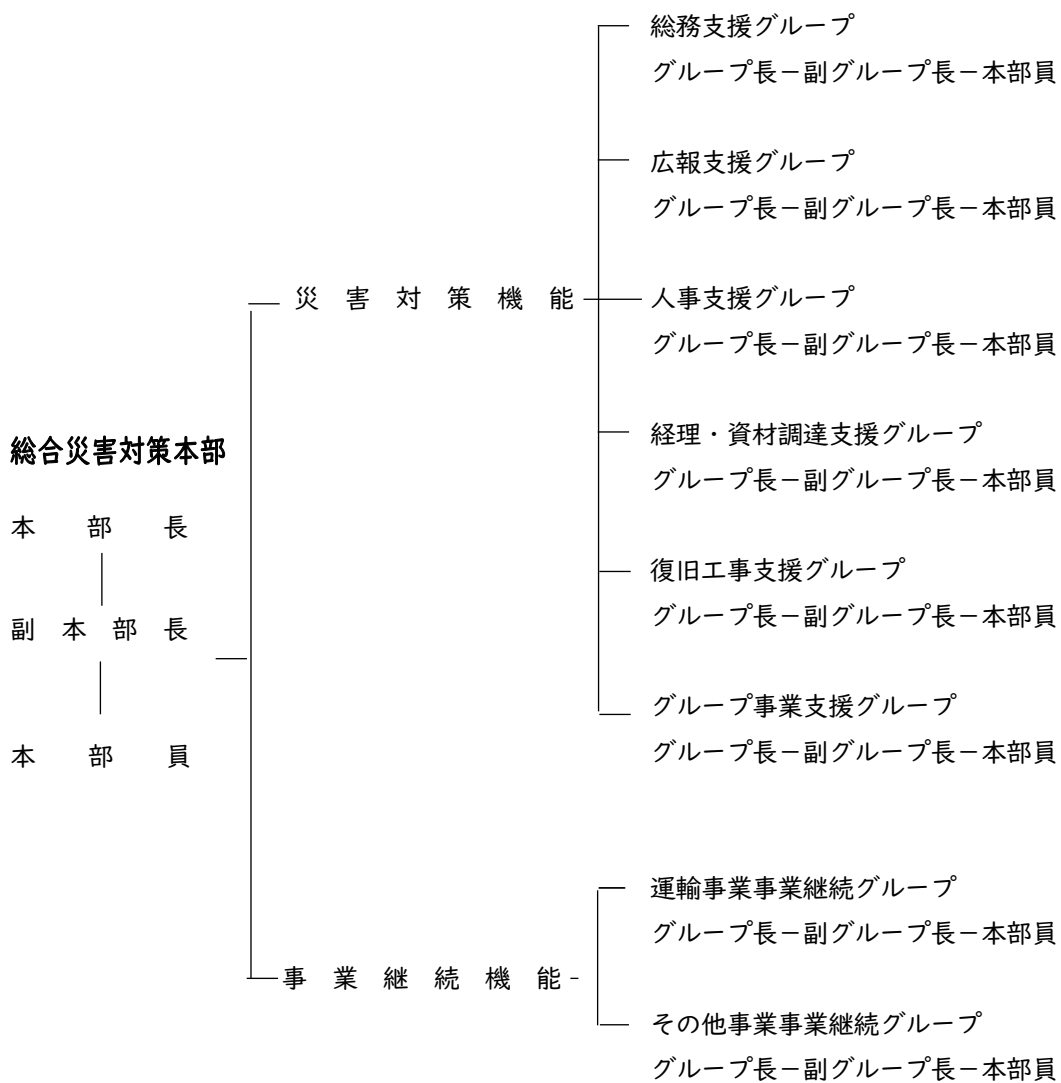 総合災害対策本部
本部長
副本部長
本部員
災害対策機能
総務支援グループ
グループ長－副グループ長－本部員
広報支援グループ
グループ長－副グループ長－本部員
人事支援グループ
グループ長－副グループ長－本部員
経理・資材調達支援グループ
グループ長－副グループ長－本部員
復旧工事支援グループ
グループ長－副グループ長－本部員
グループ事業支援グループ
グループ長－副グループ長－本部員
事業継続機能
運輸事業事業継続グループ
グループ長－副グループ長－本部員
その他事業事業継続グループ
グループ長－副グループ長－本部員